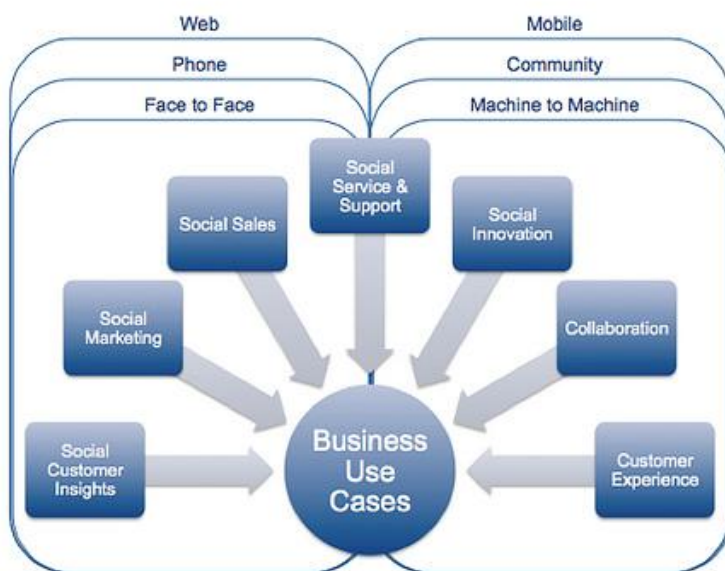 Web
Mobile
Phone
Community
Face to Face
Machine to Machine
Social
Service &
Support
Social Sales
Social
Innovation
Social
Marketing
Collaboration
Social
Customer
Insights
Business
Use
Cases
Customer
Experience